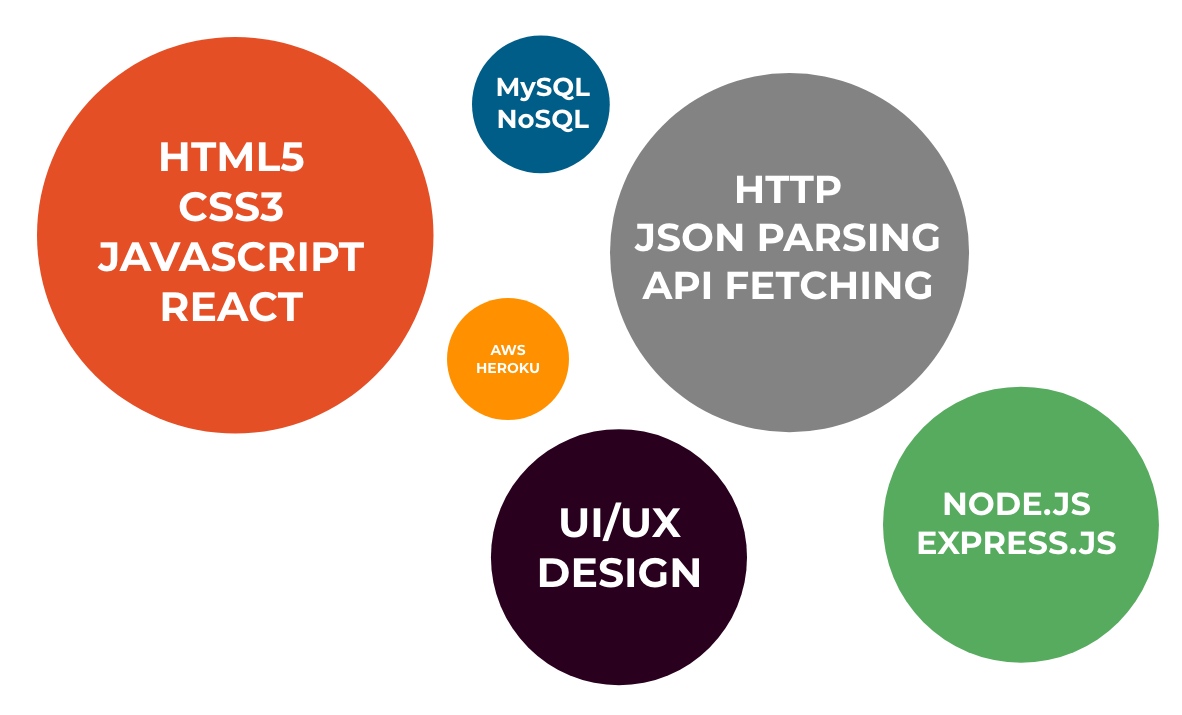 HTML5
CSS3
JAVASCRIPT
REACT
MySQL
NoSQL
HTTP
JSON PARSING
API FETCHING
AWS
HEROKU
UI/UX
DESIGN
NODE.JS
EXPRESS.JS